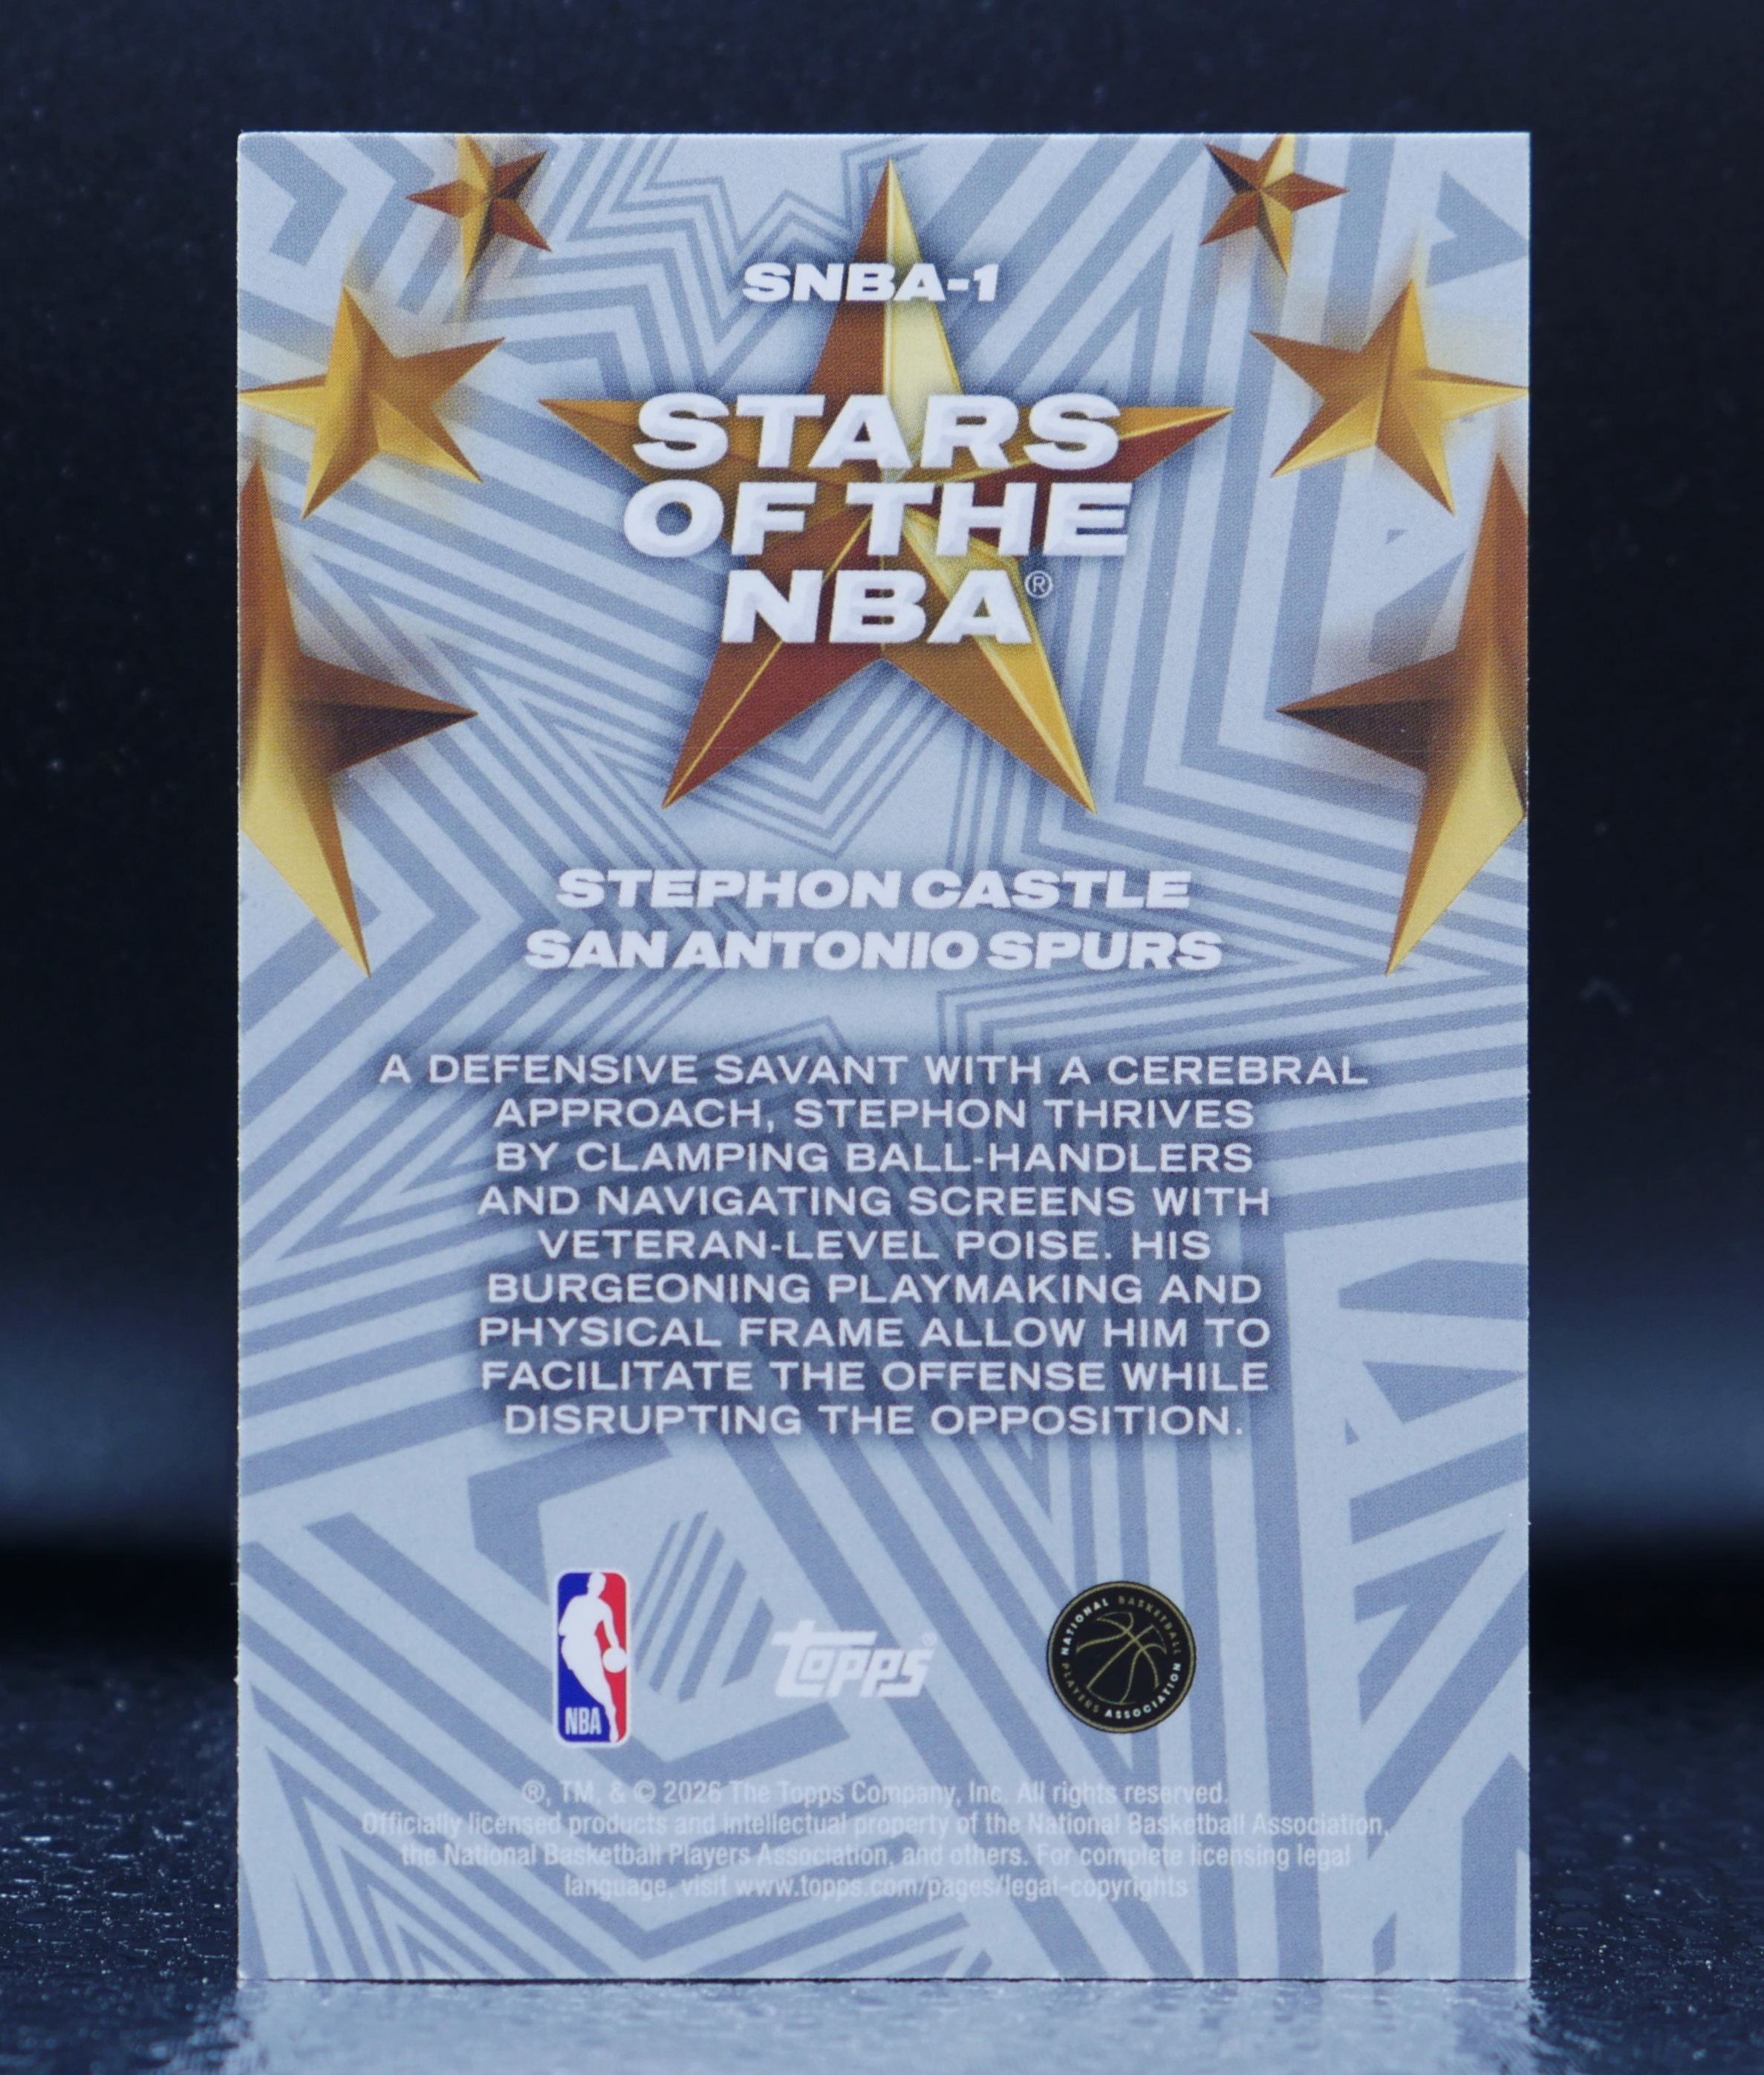 SNBA-1
STARS
OF THE
NBA®
STEPHON CASTLE
SAN ANTONIO SPURS
A DEFENSIVE SAVANT WITH A CEREBRAL
APPROACH, STEPHON THRIVES
BY CLAMPING BALL-HANDLERS
AND NAVIGATING SCREENS WITH
VETERAN-LEVEL POISE. HIS
BURGEONING PLAYMAKING AND
PHYSICAL FRAME ALLOW HIM TO
FACILITATE THE OFFENSE WHILE
DISRUPTING THE OPPOSITION.
NBA
topps®
NATIONAL BASKETBALL
PLAYERS ASSOCIATION
®, TM, & © 2026 The Topps Company, Inc. All rights reserved.
Officially licensed products and intellectual property of the National Basketball Association,
the National Basketball Players Association, and others. For complete licensing legal
language, visit www.topps.com/pages/legal-copyrights